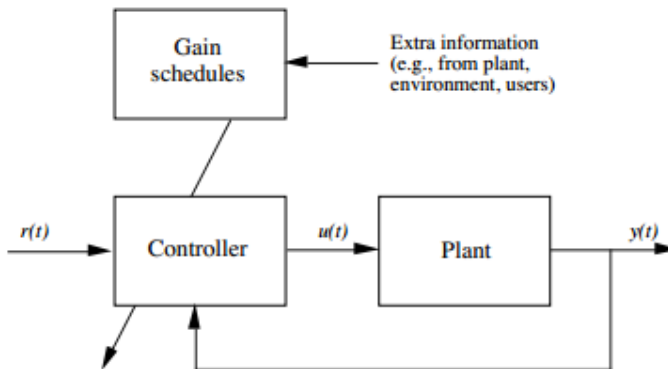 Gain
schedules
Extra information
(e.g., from plant,
environment, users)
r(t)
Controller
u(t)
Plant
y(t)